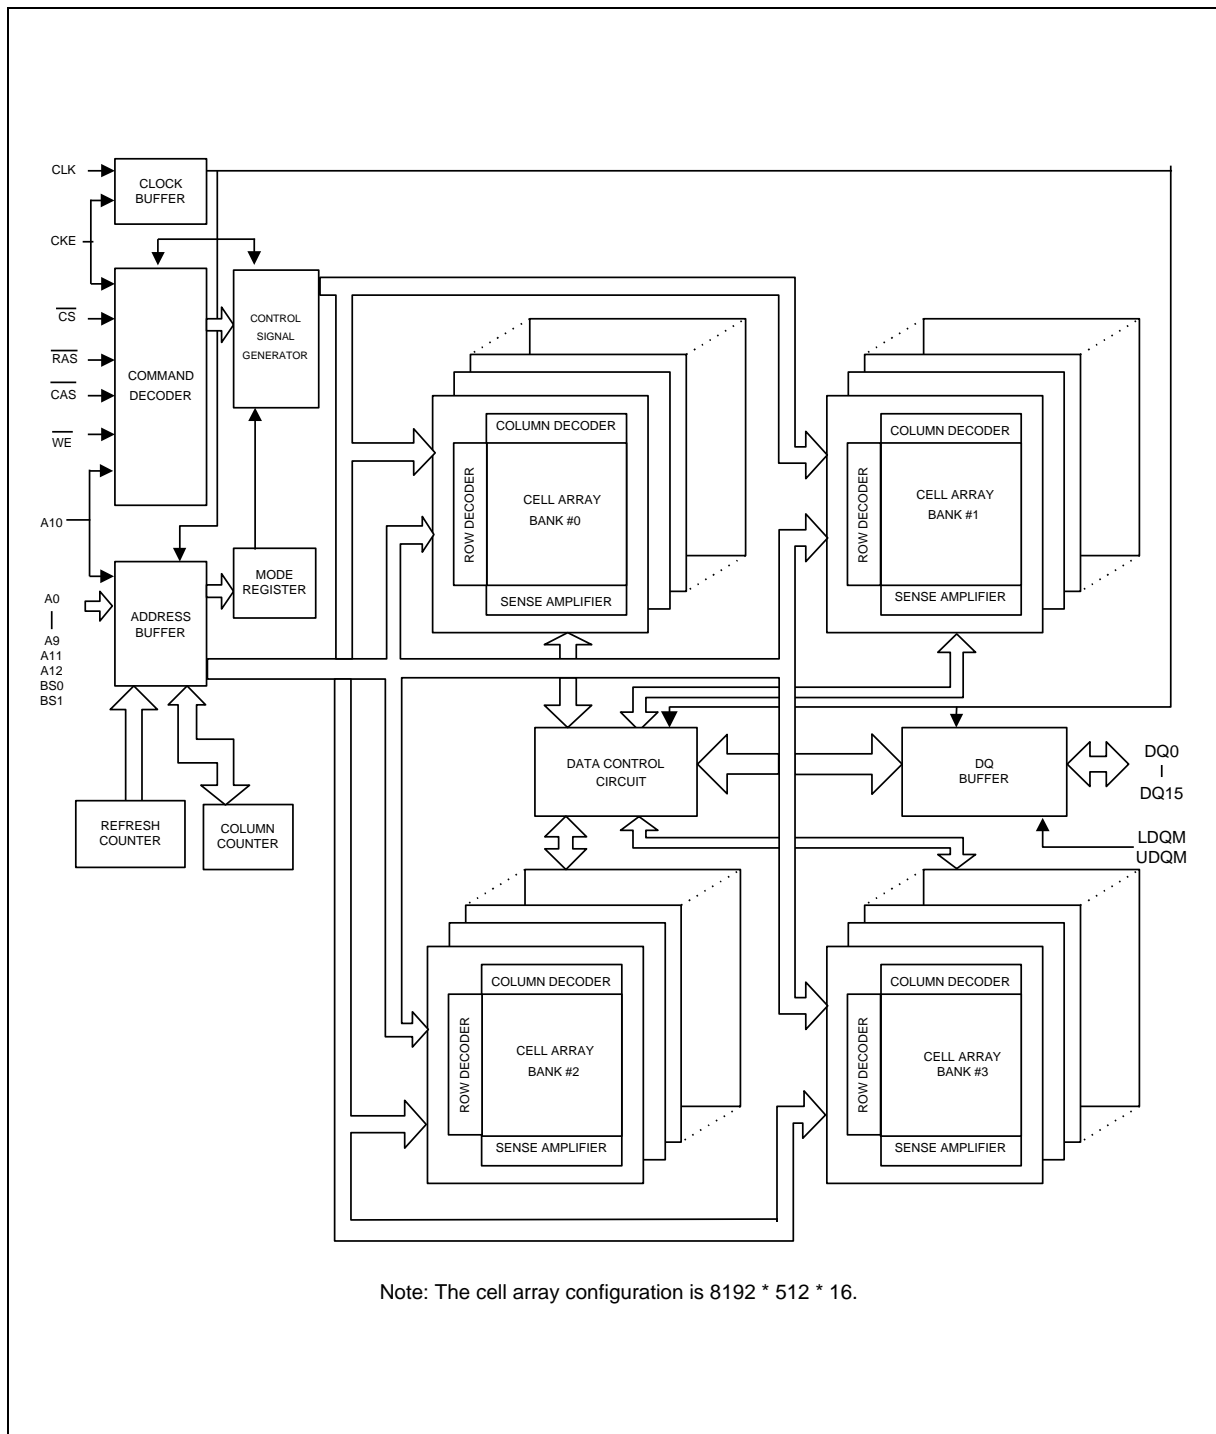 CLK
CLOCK
BUFFER
CKE
CS
RAS
CAS
WE
A10
COMMAND
DECODER
CONTROL
SIGNAL
GENERATOR
A0
A9
A11
A12
BS0
BS1
ADDRESS
BUFFER
MODE
REGISTER
REFRESH
COUNTER
COLUMN
COUNTER
COLUMN DECODER
ROW DECODER
CELL ARRAY
BANK #0
SENSE AMPLIFIER
COLUMN DECODER
ROW DECODER
CELL ARRAY
BANK #1
SENSE AMPLIFIER
DATA CONTROL
CIRCUIT
DQ
BUFFER
DQ0
DQ15
LDQM
UDQM
COLUMN DECODER
ROW DECODER
CELL ARRAY
BANK #2
SENSE AMPLIFIER
COLUMN DECODER
ROW DECODER
CELL ARRAY
BANK #3
SENSE AMPLIFIER
Note: The cell array configuration is 8192 * 512 * 16.